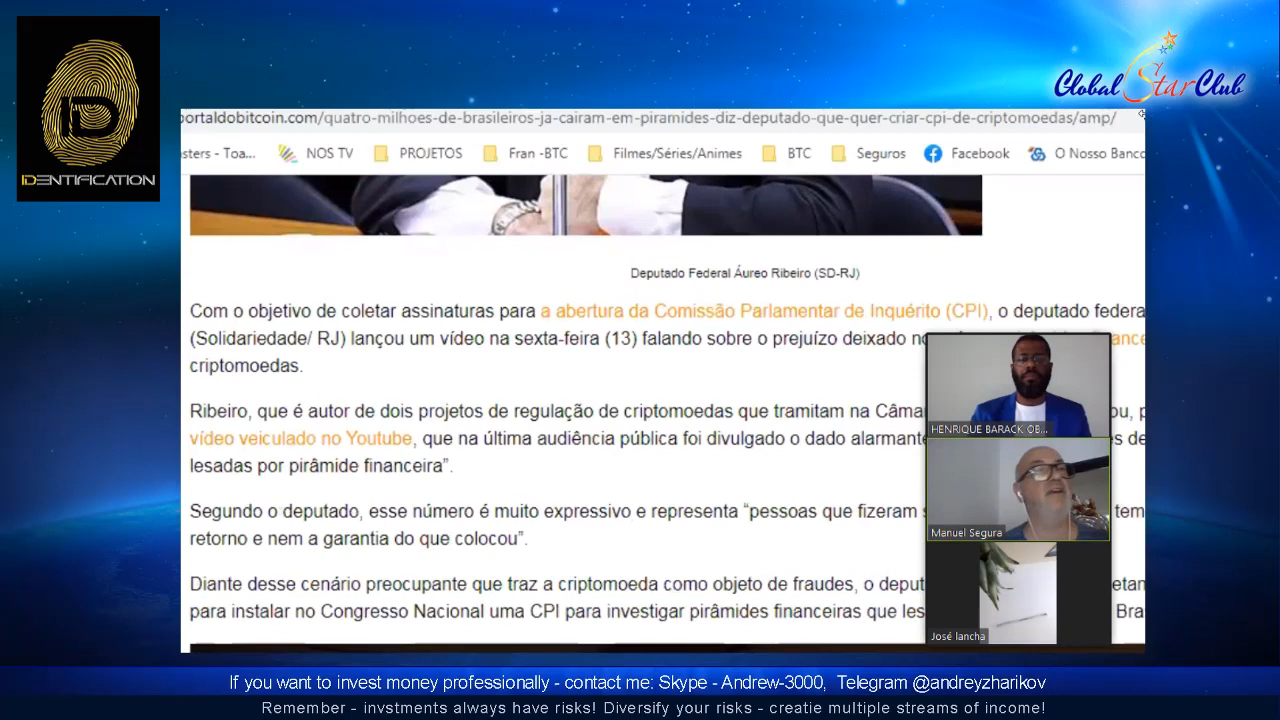 IDENTIFICATION
Global Star Club
portaldobitcoin.com/quatro-milhoes-de-brasileiros-ja-cairam-em-piramides-diz-deputado-que-quer-criar-cpi-de-criptomoedas/amp/
sters - Toa... NOS TV PROJETOS Fran -BTC Filmes/Séries/Animes BTC Seguros Facebook O Nosso Banco
Deputado Federal Áureo Ribeiro (SD-RJ)
Com o objetivo de coletar assinaturas para a abertura da Comissão Parlamentar de Inquérito (CPI), o deputado federa
(Solidariedade/ RJ) lançou um vídeo na sexta-feira (13) falando sobre o prejuízo deixado
criptomoedas.
Ribeiro, que é autor de dois projetos de regulação de criptomoedas que tramitam na Câma
vídeo veiculado no Youtube, que na última audiência pública foi divulgado o dado alarmante
lesadas por pirâmide financeira”.
Segundo o deputado, esse número é muito expressivo e representa “pessoas que fizeram
retorno e nem a garantia do que colocou”.
Diante desse cenário preocupante que traz a criptomoeda como objeto de fraudes, o deput
para instalar no Congresso Nacional uma CPI para investigar pirâmides financeiras que les Bra
HENRIQUE BARACK OB...
Manuel Segura
José lancha
If you want to invest money professionally - contact me: Skype - Andrew-3000, Telegram @andreyzharikov
Remember - invstments always have risks! Diversify your risks - creatie multiple streams of income!